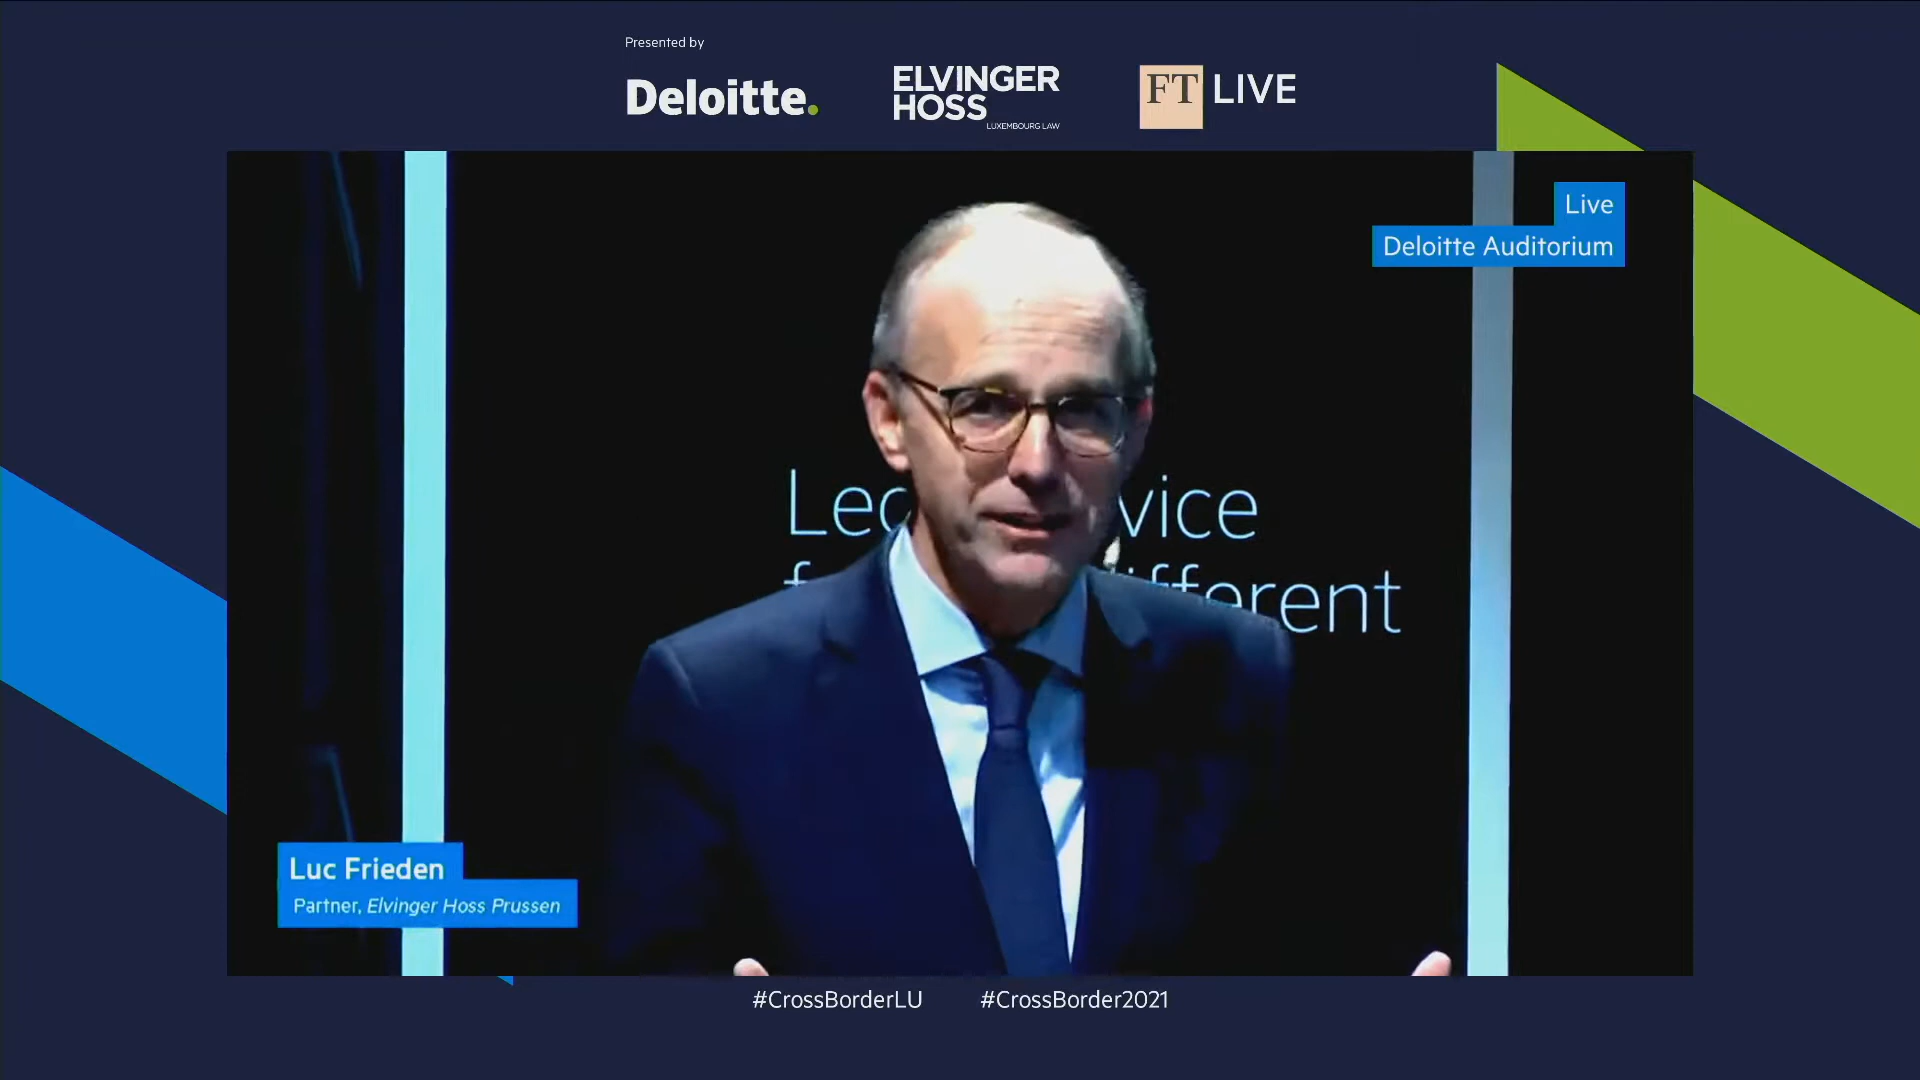 Presented by
Deloitte.
ELVINGER
HOSS
LUXEMBOURG LAW
FT LIVE
Live
Deloitte Auditorium
vice
Luc Frieden
Partner, Elvinger Hoss Prussen
#CrossBorderLU #CrossBorder2021